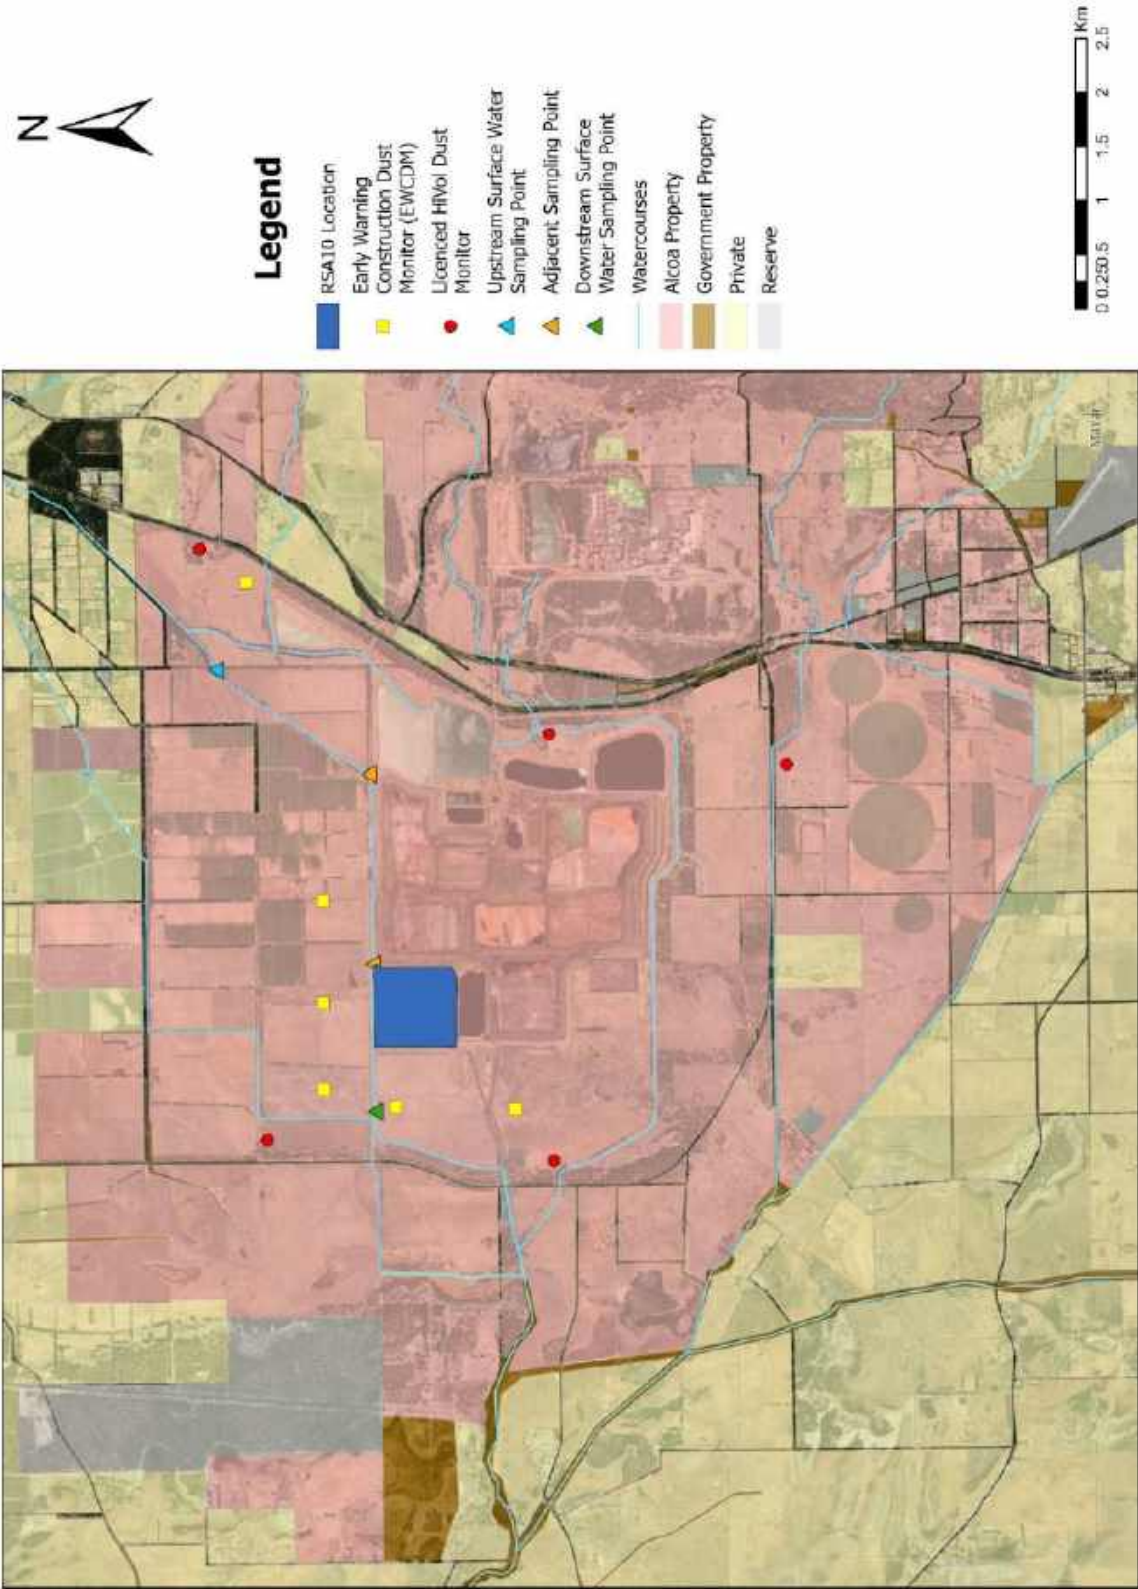 N
Legend
RSA10 Location
Early Warning
Construction Dust
Monitor (EWCDM)
Licenced HiVol Dust
Monitor
Upstream Surface Water
Sampling Point
Adjacent Sampling Point
Downstream Surface
Water Sampling Point
Watercourses
Alcoa Property
Government Property
Private
Reserve
0 0.250.5 1 1.5 2 2.5
Km
Maxar